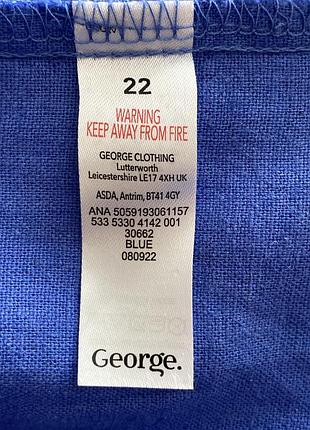 22
WARNING
KEEP AWAY FROM FIRE
GEORGE CLOTHING
Lutterworth
Leicestershire LE17 4XH UK
ASDA, Antrim, BT41 4GY
ANA 5059193061157
533 5330 4142 001
30662
BLUE
080922
George.